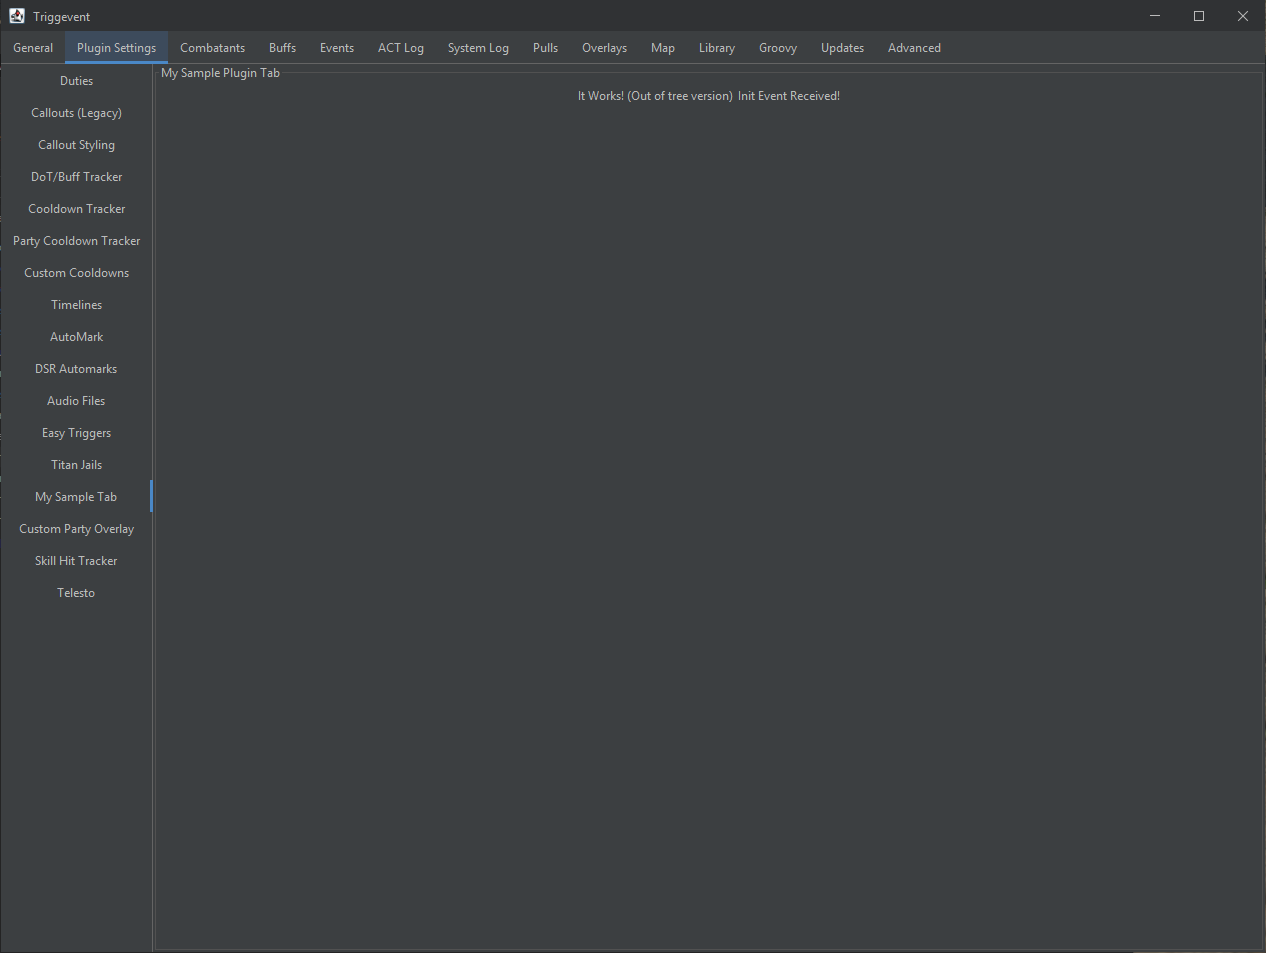 Triggevent
General Plugin Settings Combatants Buffs Events ACT Log System Log Pulls Overlays Map Library Groovy Updates Advanced
Duties
Callouts (Legacy)
Callout Styling
DoT/Buff Tracker
Cooldown Tracker
Party Cooldown Tracker
Custom Cooldowns
Timelines
AutoMark
DSR Automarks
Audio Files
Easy Triggers
Titan Jails
My Sample Tab
Custom Party Overlay
Skill Hit Tracker
Telesto
My Sample Plugin Tab
It Works! (Out of tree version) Init Event Received!